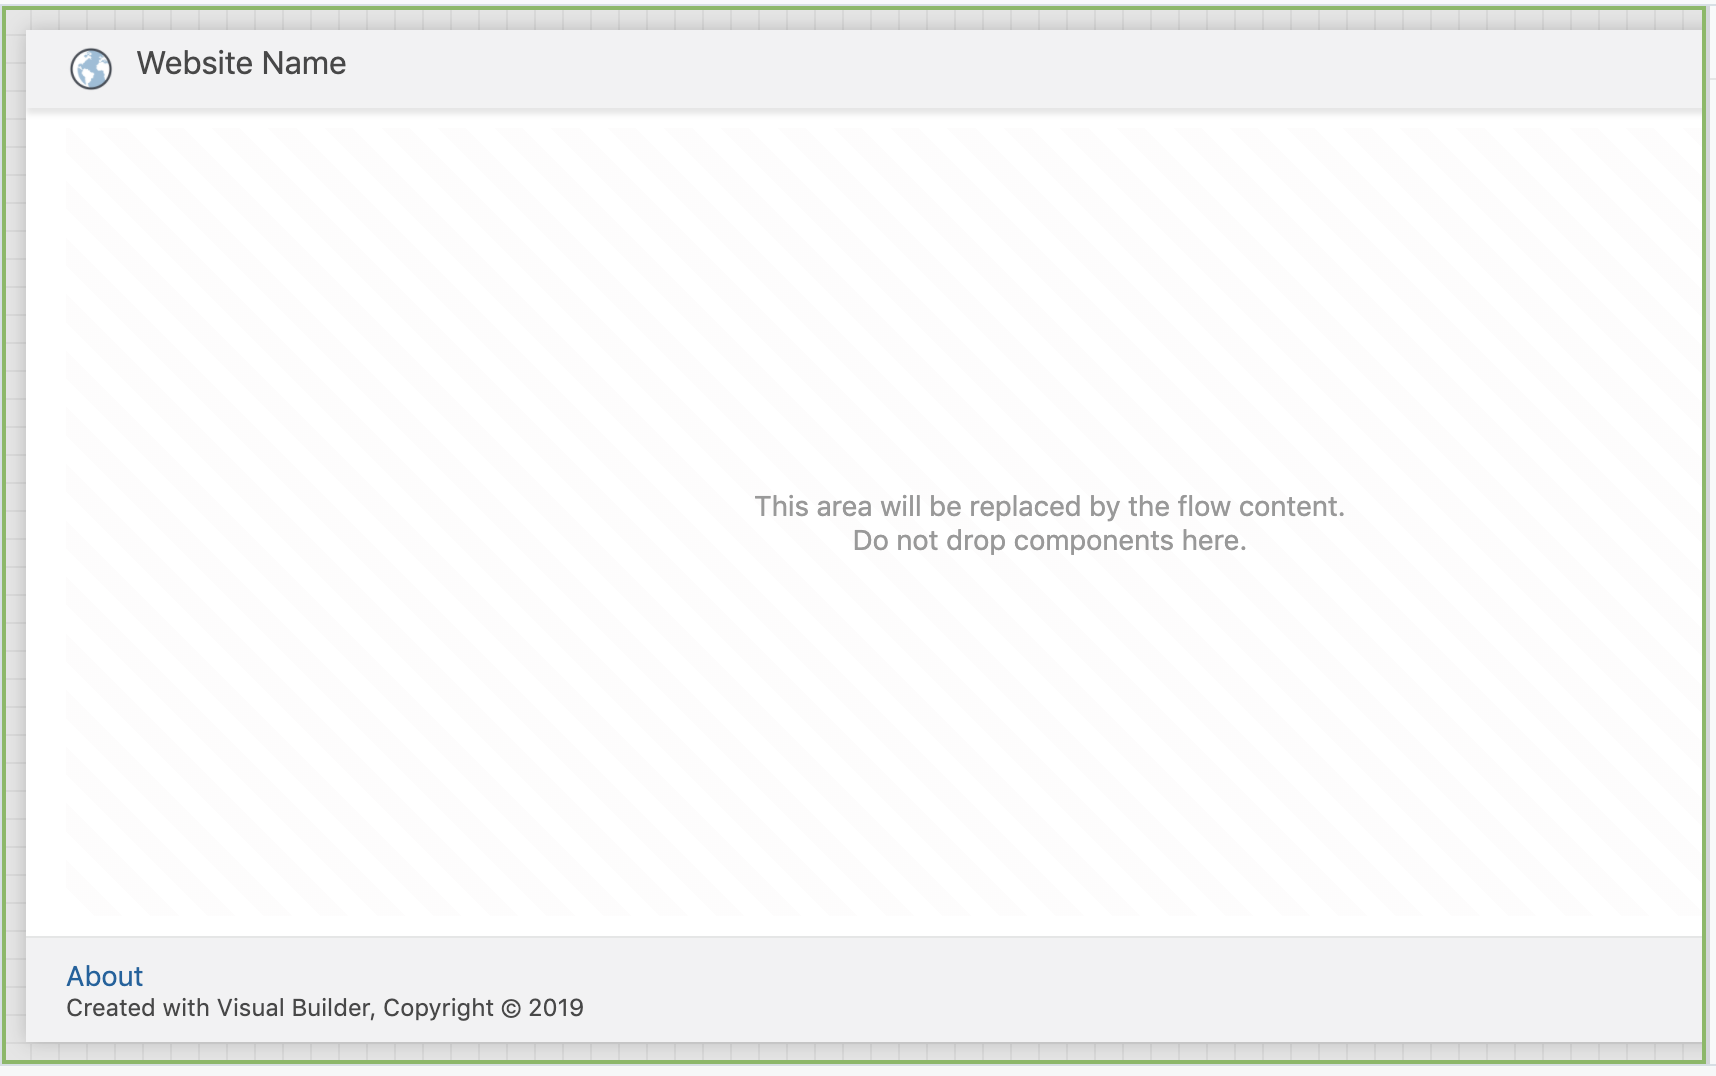 Website Name
This area will be replaced by the flow content.
Do not drop components here.
About
Created with Visual Builder, Copyright © 2019